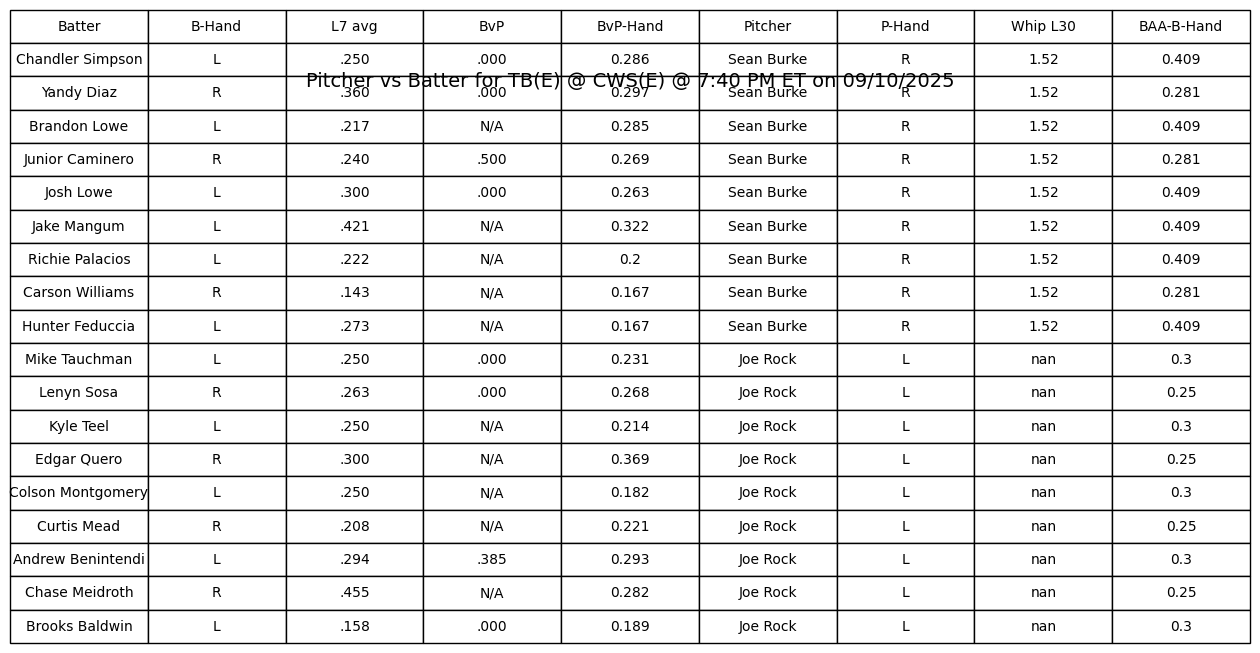 Batter B-Hand L7 avg BvP BvP-Hand Pitcher P-Hand Whip L30 BAA-B-Hand
Chandler Simpson L .250 .000 0.286 Sean Burke R 1.52 0.409
Pitcher vs Batter for TB(E) @ CWS(E) @ 7:40 PM ET on 09/10/2025
Yandy Diaz R .360 .000 0.297 Sean Burke R 1.52 0.281
Brandon Lowe L .217 N/A 0.285 Sean Burke R 1.52 0.409
Junior Caminero R .240 .500 0.269 Sean Burke R 1.52 0.281
Josh Lowe L .300 .000 0.263 Sean Burke R 1.52 0.409
Jake Mangum L .421 N/A 0.322 Sean Burke R 1.52 0.409
Richie Palacios L .222 N/A 0.2 Sean Burke R 1.52 0.409
Carson Williams R .143 N/A 0.167 Sean Burke R 1.52 0.281
Hunter Feduccia L .273 N/A 0.167 Sean Burke R 1.52 0.409
Mike Tauchman L .250 .000 0.231 Joe Rock L nan 0.3
Lenyn Sosa R .263 .000 0.268 Joe Rock L nan 0.25
Kyle Teel L .250 N/A 0.214 Joe Rock L nan 0.3
Edgar Quero R .300 N/A 0.369 Joe Rock L nan 0.25
Colson Montgomery L .250 N/A 0.182 Joe Rock L nan 0.3
Curtis Mead R .208 N/A 0.221 Joe Rock L nan 0.25
Andrew Benintendi L .294 .385 0.293 Joe Rock L nan 0.3
Chase Meidroth R .455 N/A 0.282 Joe Rock L nan 0.25
Brooks Baldwin L .158 .000 0.189 Joe Rock L nan 0.3